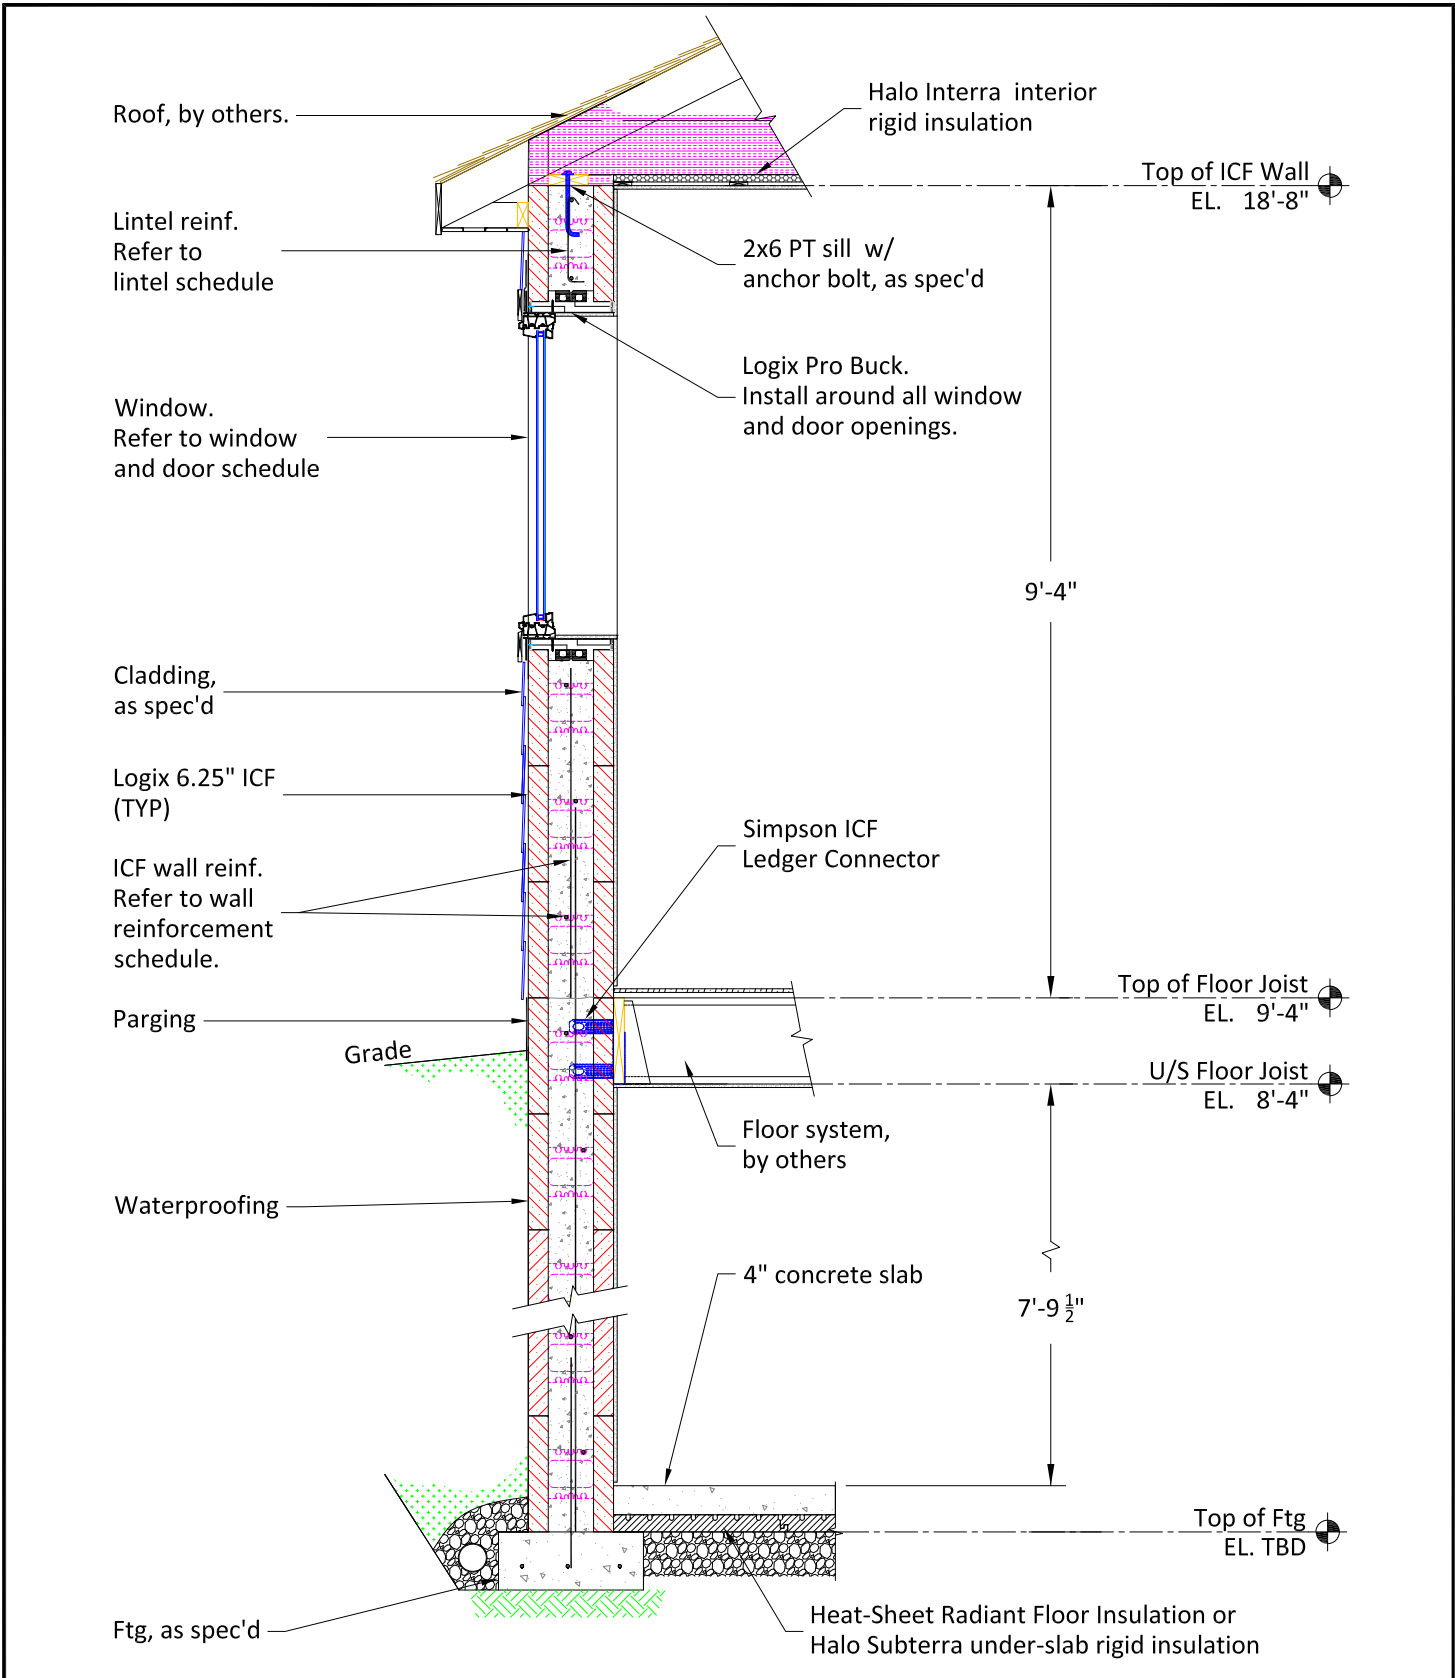 Roof, by others.
Halo Interra interior
rigid insulation
Top of ICF Wall
EL. 18'-8"
Lintel reinf.
Refer to
lintel schedule
2x6 PT sill w/
anchor bolt, as spec'd
Logix Pro Buck.
Install around all window
and door openings.
Window.
Refer to window
and door schedule
9'-4"
Cladding,
as spec'd
Logix 6.25" ICF
(TYP)
Simpson ICF
Ledger Connector
ICF wall reinf.
Refer to wall
reinforcement
schedule.
Top of Floor Joist
EL. 9'-4"
Parging
Grade
U/S Floor Joist
EL. 8'-4"
Floor system,
by others
Waterproofing
4" concrete slab
7'-9 1/2"
Top of Ftg
EL. TBD
Ftg, as spec'd
Heat-Sheet Radiant Floor Insulation or
Halo Subterra under-slab rigid insulation